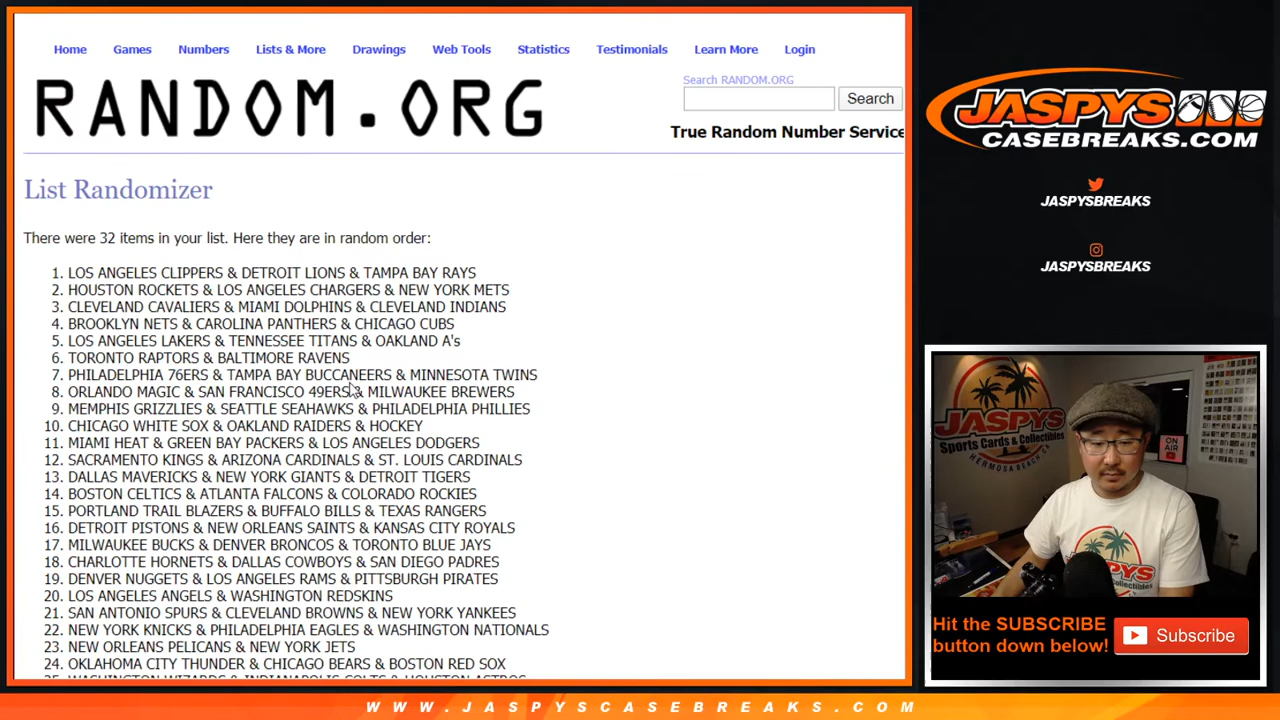 Home Games Numbers Lists & More Drawings Web Tools Statistics Testimonials Learn More Login
RANDOM.ORG
Search RANDOM.ORG
Search
True Random Number Service
List Randomizer
There were 32 items in your list. Here they are in random order:
1. LOS ANGELES CLIPPERS & DETROIT LIONS & TAMPA BAY RAYS
2. HOUSTON ROCKETS & LOS ANGELES CHARGERS & NEW YORK METS
3. CLEVELAND CAVALIERS & MIAMI DOLPHINS & CLEVELAND INDIANS
4. BROOKLYN NETS & CAROLINA PANTHERS & CHICAGO CUBS
5. LOS ANGELES LAKERS & TENNESSEE TITANS & OAKLAND A's
6. TORONTO RAPTORS & BALTIMORE RAVENS
7. PHILADELPHIA 76ERS & TAMPA BAY BUCCANEERS & MINNESOTA TWINS
8. ORLANDO MAGIC & SAN FRANCISCO 49ERS & MILWAUKEE BREWERS
9. MEMPHIS GRIZZLIES & SEATTLE SEAHAWKS & PHILADELPHIA PHILLIES
10. CHICAGO WHITE SOX & OAKLAND RAIDERS & HOCKEY
11. MIAMI HEAT & GREEN BAY PACKERS & LOS ANGELES DODGERS
12. SACRAMENTO KINGS & ARIZONA CARDINALS & ST. LOUIS CARDINALS
13. DALLAS MAVERICKS & NEW YORK GIANTS & DETROIT TIGERS
14. BOSTON CELTICS & ATLANTA FALCONS & COLORADO ROCKIES
15. PORTLAND TRAIL BLAZERS & BUFFALO BILLS & TEXAS RANGERS
16. DETROIT PISTONS & NEW ORLEANS SAINTS & KANSAS CITY ROYALS
17. MILWAUKEE BUCKS & DENVER BRONCOS & TORONTO BLUE JAYS
18. CHARLOTTE HORNETS & DALLAS COWBOYS & SAN DIEGO PADRES
19. DENVER NUGGETS & LOS ANGELES RAMS & PITTSBURGH PIRATES
20. LOS ANGELES ANGELS & WASHINGTON REDSKINS
21. SAN ANTONIO SPURS & CLEVELAND BROWNS & NEW YORK YANKEES
22. NEW YORK KNICKS & PHILADELPHIA EAGLES & WASHINGTON NATIONALS
23. NEW ORLEANS PELICANS & NEW YORK JETS
24. OKLAHOMA CITY THUNDER & CHICAGO BEARS & BOSTON RED SOX
25. WASHINGTON WIZARDS & INDIANAPOLIS COLTS & HOUSTON ASTROS
JASPYS
CASEBREAKS.COM
JASPYSBREAKS
JASPYSBREAKS
JASPYS
Sports Cards & Collectibles
HERMOSA BEACH, CA
ON AIR
JASPYS
Hit the SUBSCRIBE
button down below!
Subscribe
WWW.JASPYSCASEBREAKS.COM